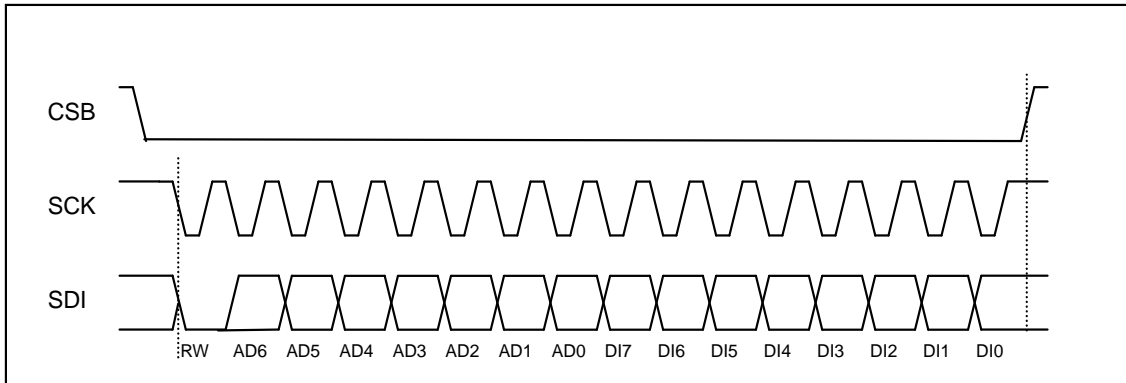 CSB
SCK
SDI
RW AD6 AD5 AD4 AD3 AD2 AD1 AD0 DI7 DI6 DI5 DI4 DI3 DI2 DI1 DI0